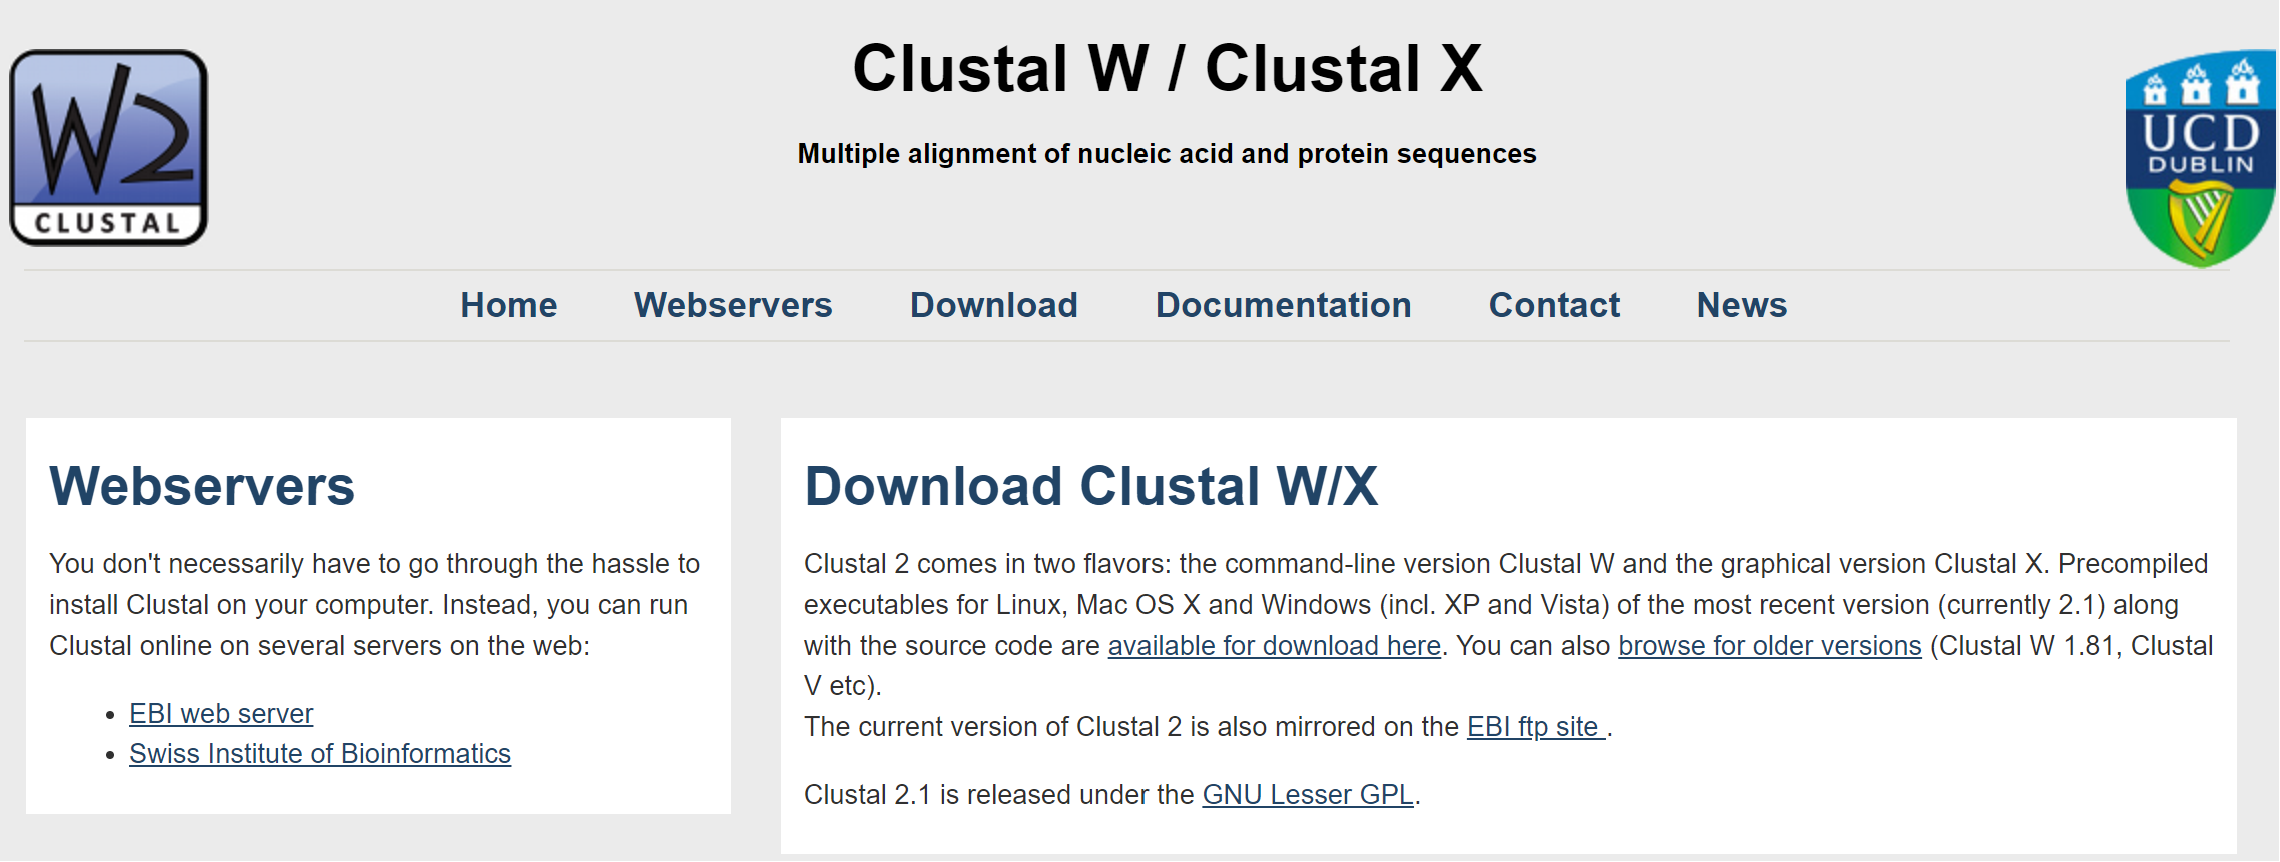 W2
CLUSTAL
Clustal W / Clustal X
Multiple alignment of nucleic acid and protein sequences
UCD
DUBLIN
Home Webservers Download Documentation Contact News
Webservers
You don't necessarily have to go through the hassle to
install Clustal on your computer. Instead, you can run
Clustal online on several servers on the web:
• EBI web server
• Swiss Institute of Bioinformatics
Download Clustal W/X
Clustal 2 comes in two flavors: the command-line version Clustal W and the graphical version Clustal X. Precompiled
executables for Linux, Mac OS X and Windows (incl. XP and Vista) of the most recent version (currently 2.1) along
with the source code are available for download here. You can also browse for older versions (Clustal W 1.81, Clustal
V etc).
The current version of Clustal 2 is also mirrored on the EBI ftp site .
Clustal 2.1 is released under the GNU Lesser GPL.